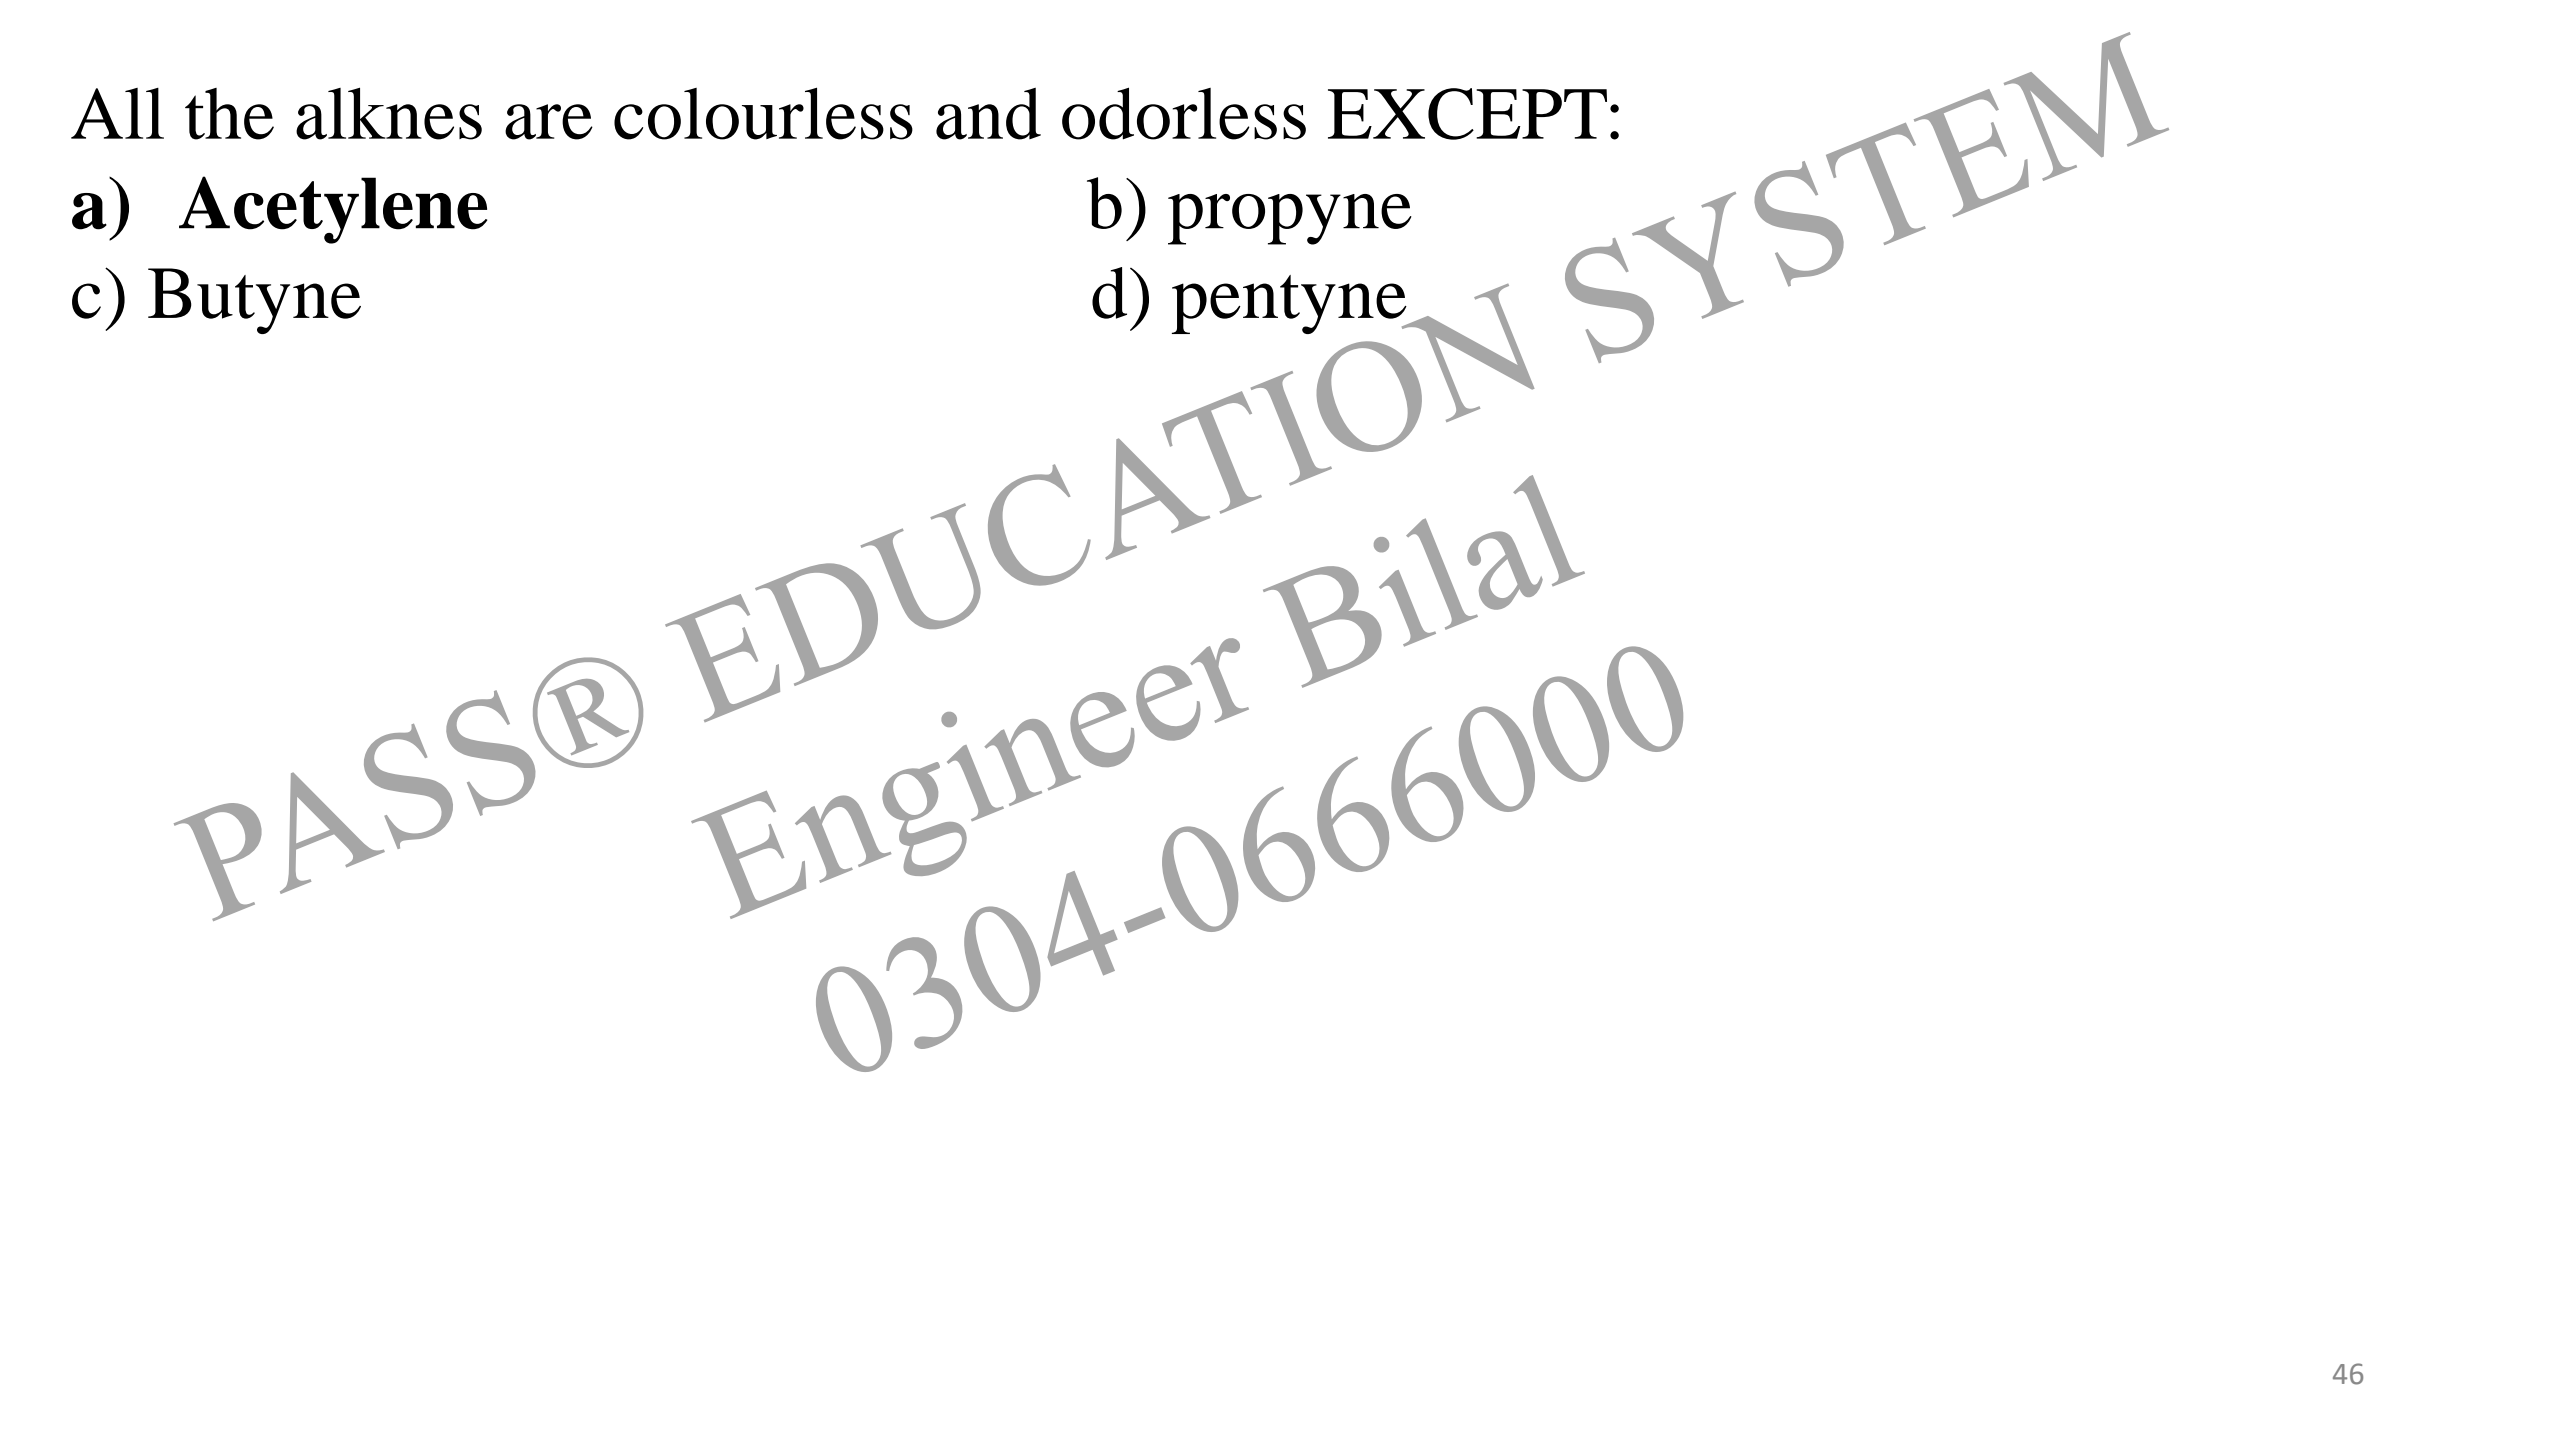 All the alknes are colourless and odorless EXCEPT:
a) Acetylene b) propyne
c) Butyne d) pentyne
PASS® EDUCATION SYSTEM
Engineer Bilal
0304-0666000
46